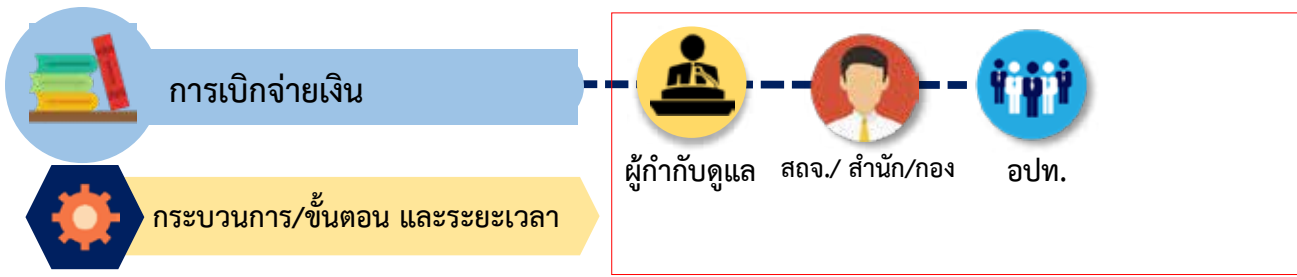 การเบิกจ่ายเงิน
ผู้กำกับดูแล
สถจ./ สำนัก/กอง
อปท.
กระบวนการ/ขั้นตอน และระยะเวลา